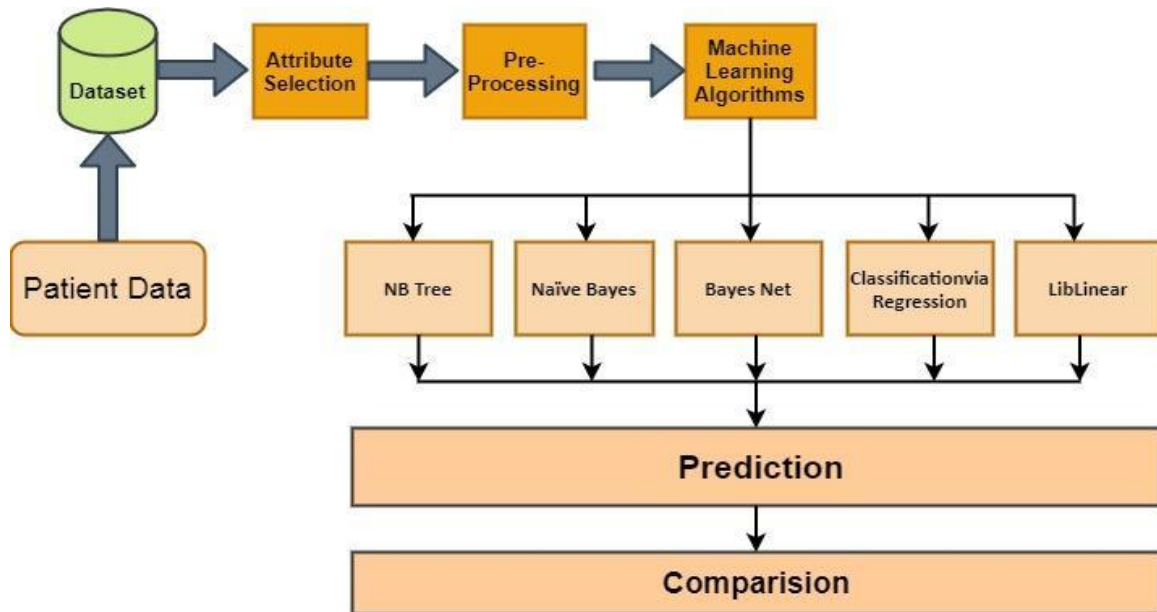 Dataset
Attribute
Selection
Pre-
Processing
Machine
Learning
Algorithms
Patient Data
NB Tree
Naïve Bayes
Bayes Net
Classificationvia
Regression
LibLinear
Prediction
Comparision